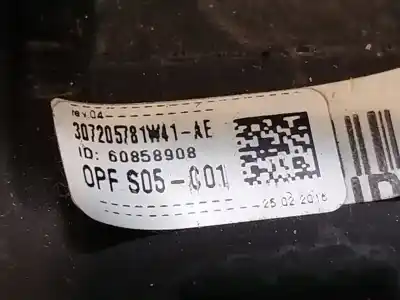 rev.04
307205781W41-AE
ID: 60858908
OPF S05-C01
25 02 2016